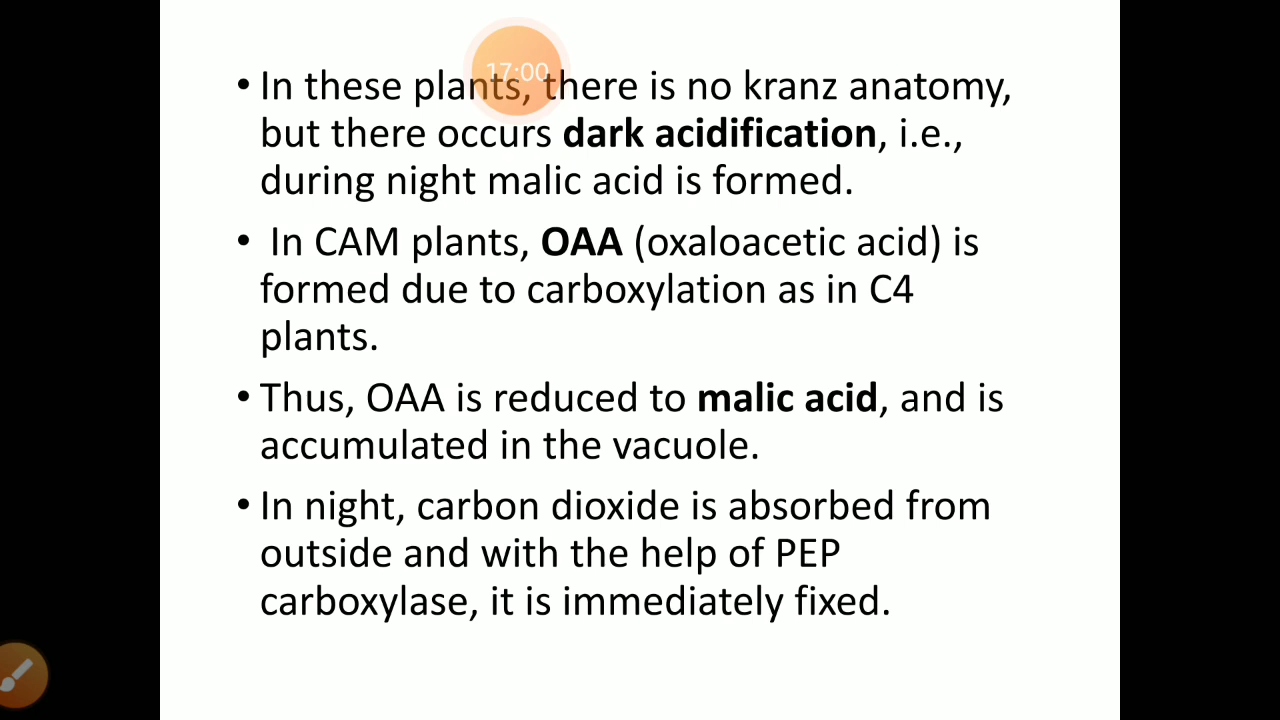 17:00
• In these plants, there is no kranz anatomy,
but there occurs dark acidification, i.e.,
during night malic acid is formed.
• In CAM plants, OAA (oxaloacetic acid) is
formed due to carboxylation as in C4
plants.
• Thus, OAA is reduced to malic acid, and is
accumulated in the vacuole.
• In night, carbon dioxide is absorbed from
outside and with the help of PEP
carboxylase, it is immediately fixed.